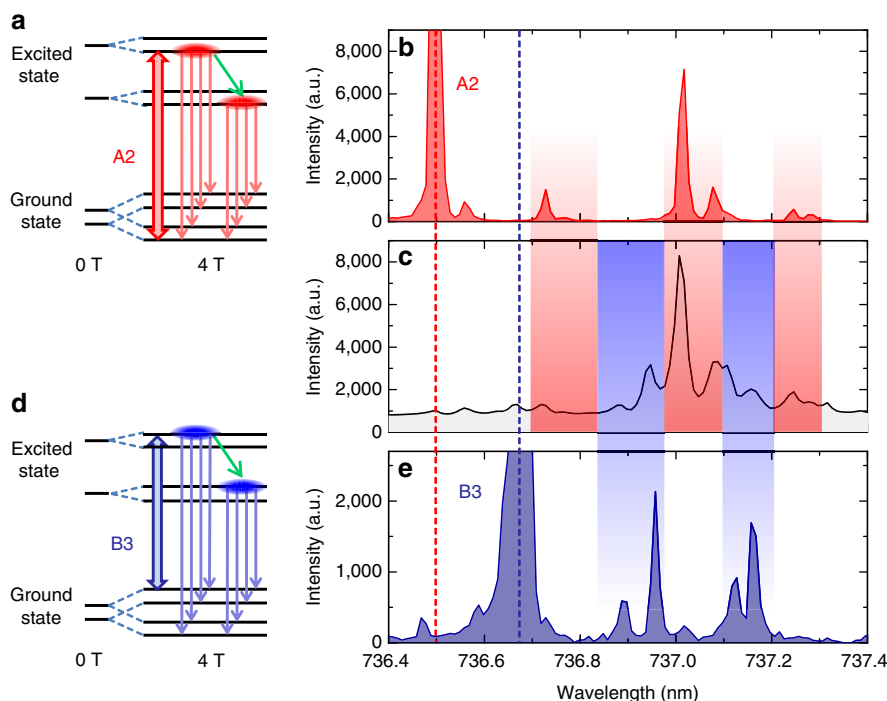 a
Excited
state
A2
Ground
state
0 T
4 T
b
A2
Intensity (a.u.)
8,000
6,000
4,000
2,000
0
c
Intensity (a.u.)
8,000
6,000
4,000
2,000
0
d
Excited
state
B3
Ground
state
0 T
4 T
e
B3
Intensity (a.u.)
2,000
1,000
0
736.4 736.6 736.8 737.0 737.2 737.4
Wavelength (nm)